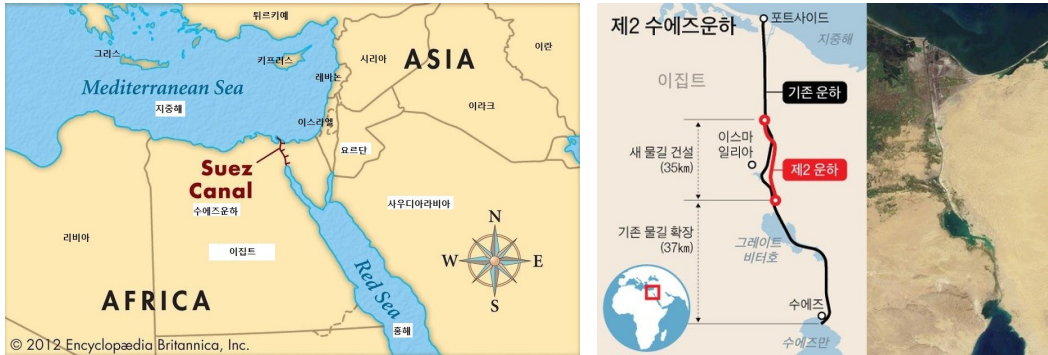 튀르키예
그리스
키프로스
시리아
ASIA
이란
레바논
Mediterranean Sea
지중해
이라크
이스라엘
요르단
Suez
Canal
수에즈운하
사우디아라비아
리비아
이집트
N
W
E
S
AFRICA
Red Sea
홍해
© 2012 Encyclopædia Britannica, Inc.
제2 수에즈운하
포트사이드
지중해
이집트
기존 운하
이스마
일리아
새 물길 건설
(35km)
제2 운하
기존 물길 확장
(37km)
그레이트
비터호
수에즈
수에즈만